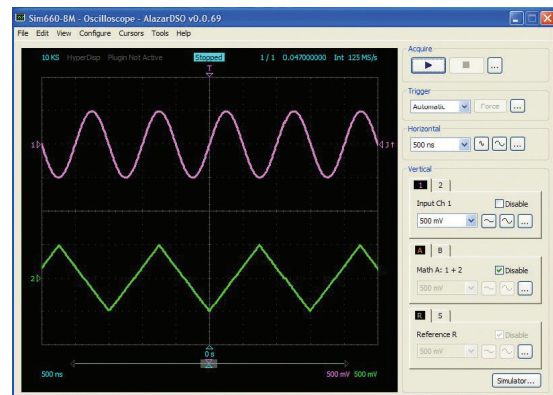 Sim660-8M - Oscilloscope - AlazarDSO v0.0.69
File Edit View Configure Cursors Tools Help
10 KS HyperDisp Plugin Not Active Stopped 1 / 1 0.047000000 Int 125 MS/s
T
1
J↑
2
0 s
500 ns 500 mV 500 mV
Acquire
...
Trigger
Automatic Force ...
Horizontal
500 ns ...
Vertical
1 2
Input Ch 1 Disable
500 mV ...
A B
Math A: 1 + 2 Disable
500 mV ...
R S
Reference R Disable
500 mV ...
Simulator...